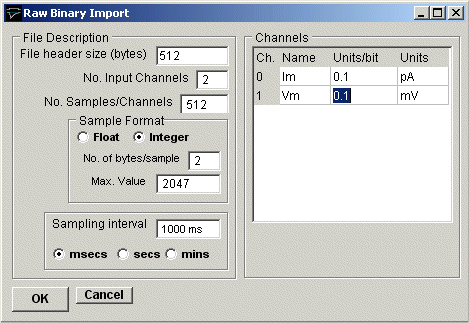 Raw Binary Import
File Description
File header size (bytes) 512
No. Input Channels 2
No. Samples/Channels 512
Sample Format
Float Integer
No. of bytes/sample 2
Max. Value 2047
Sampling interval 1000 ms
msecs secs mins
OK Cancel
Channels
Ch. Name Units/bit Units
0 Im 0.1 pA
1 Vm 0.1 mV